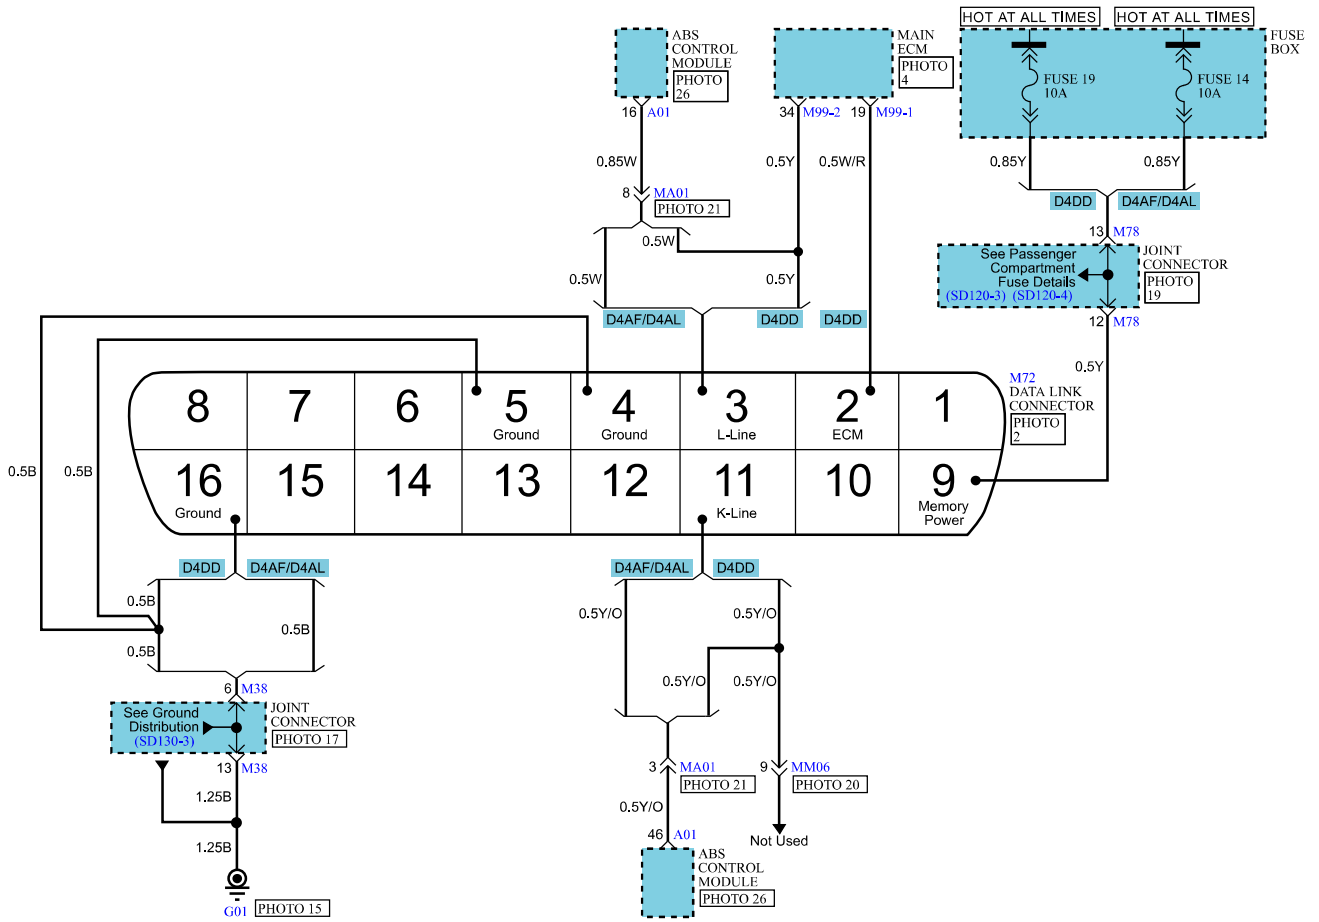 HOT AT ALL TIMES
HOT AT ALL TIMES
ABS
CONTROL
MODULE
PHOTO
26
MAIN
ECM
PHOTO
4
FUSE
BOX
FUSE 19
10A
FUSE 14
10A
16 A01
34 M99-2
19 M99-1
0.85W
0.5Y
0.5W/R
0.85Y
0.85Y
8 MA01
PHOTO 21
D4DD
D4AF/D4AL
13 M78
0.5W
See Passenger
Compartment
Fuse Details
(SD120-3) (SD120-4)
JOINT
CONNECTOR
PHOTO
19
0.5W
0.5Y
D4AF/D4AL
D4DD
D4DD
12 M78
0.5Y
M72
DATA LINK
CONNECTOR
PHOTO
2
8
7
6
5
Ground
4
Ground
3
L-Line
2
ECM
1
0.5B
0.5B
16
Ground
15
14
13
12
11
K-Line
10
9
Memory
Power
D4DD
D4AF/D4AL
D4AF/D4AL
D4DD
0.5B
0.5B
0.5B
0.5Y/O
0.5Y/O
0.5Y/O
0.5Y/O
6 M38
See Ground
Distribution
(SD130-3)
JOINT
CONNECTOR
PHOTO 17
13 M38
1.25B
1.25B
G01
PHOTO 15
3 MA01
PHOTO 21
9 MM06
PHOTO 20
0.5Y/O
46 A01
Not Used
ABS
CONTROL
MODULE
PHOTO 26